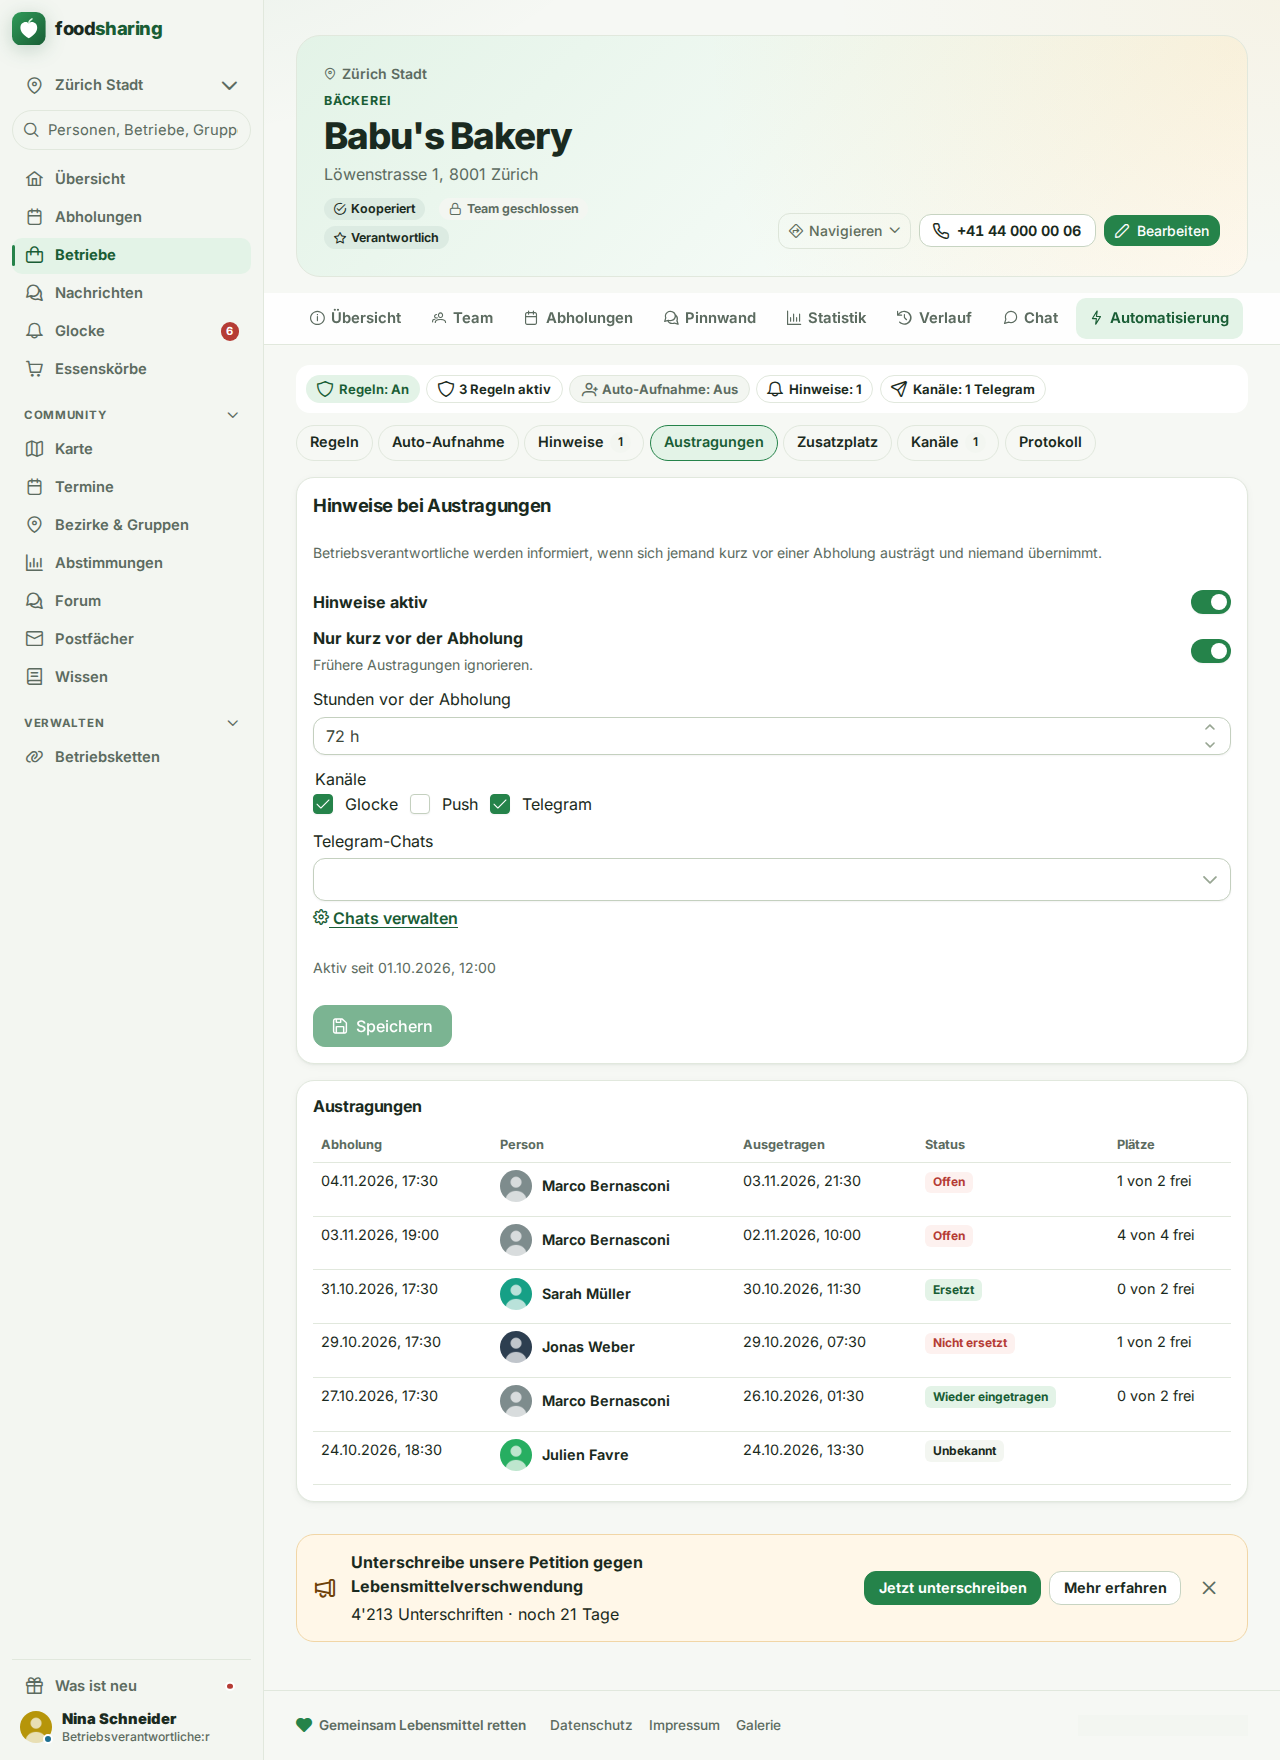 foodsharing
Zürich Stadt
Personen, Betriebe, Grupp
Übersicht
Abholungen
Betriebe
Nachrichten
Glocke 6
Essenskörbe
COMMUNITY
Karte
Termine
Bezirke & Gruppen
Abstimmungen
Forum
Postfächer
Wissen
VERWALTEN
Betriebsketten
Was ist neu
Nina Schneider
Betriebsverantwortliche:r
Zürich Stadt
BÄCKEREI
Babu's Bakery
Löwenstrasse 1, 8001 Zürich
Kooperiert Team geschlossen
Verantwortlich
Navigieren +41 44 000 00 06 Bearbeiten
Übersicht Team Abholungen Pinnwand Statistik Verlauf Chat Automatisierung
Regeln: An 3 Regeln aktiv Auto-Aufnahme: Aus Hinweise: 1 Kanäle: 1 Telegram
Regeln Auto-Aufnahme Hinweise 1 Austragungen Zusatzplatz Kanäle 1 Protokoll
Hinweise bei Austragungen
Betriebsverantwortliche werden informiert, wenn sich jemand kurz vor einer Abholung austrägt und niemand übernimmt.
Hinweise aktiv
Nur kurz vor der Abholung
Frühere Austragungen ignorieren.
Stunden vor der Abholung
72 h
Kanäle
Glocke Push Telegram
Telegram-Chats
Chats verwalten
Aktiv seit 01.10.2026, 12:00
Speichern
Austragungen
Abholung Person Ausgetragen Status Plätze
04.11.2026, 17:30 Marco Bernasconi 03.11.2026, 21:30 Offen 1 von 2 frei
03.11.2026, 19:00 Marco Bernasconi 02.11.2026, 10:00 Offen 4 von 4 frei
31.10.2026, 17:30 Sarah Müller 30.10.2026, 11:30 Ersetzt 0 von 2 frei
29.10.2026, 17:30 Jonas Weber 29.10.2026, 07:30 Nicht ersetzt 1 von 2 frei
27.10.2026, 17:30 Marco Bernasconi 26.10.2026, 01:30 Wieder eingetragen 0 von 2 frei
24.10.2026, 18:30 Julien Favre 24.10.2026, 13:30 Unbekannt
Unterschreibe unsere Petition gegen
Lebensmittelverschwendung
4'213 Unterschriften · noch 21 Tage
Jetzt unterschreiben Mehr erfahren
Gemeinsam Lebensmittel retten Datenschutz Impressum Galerie